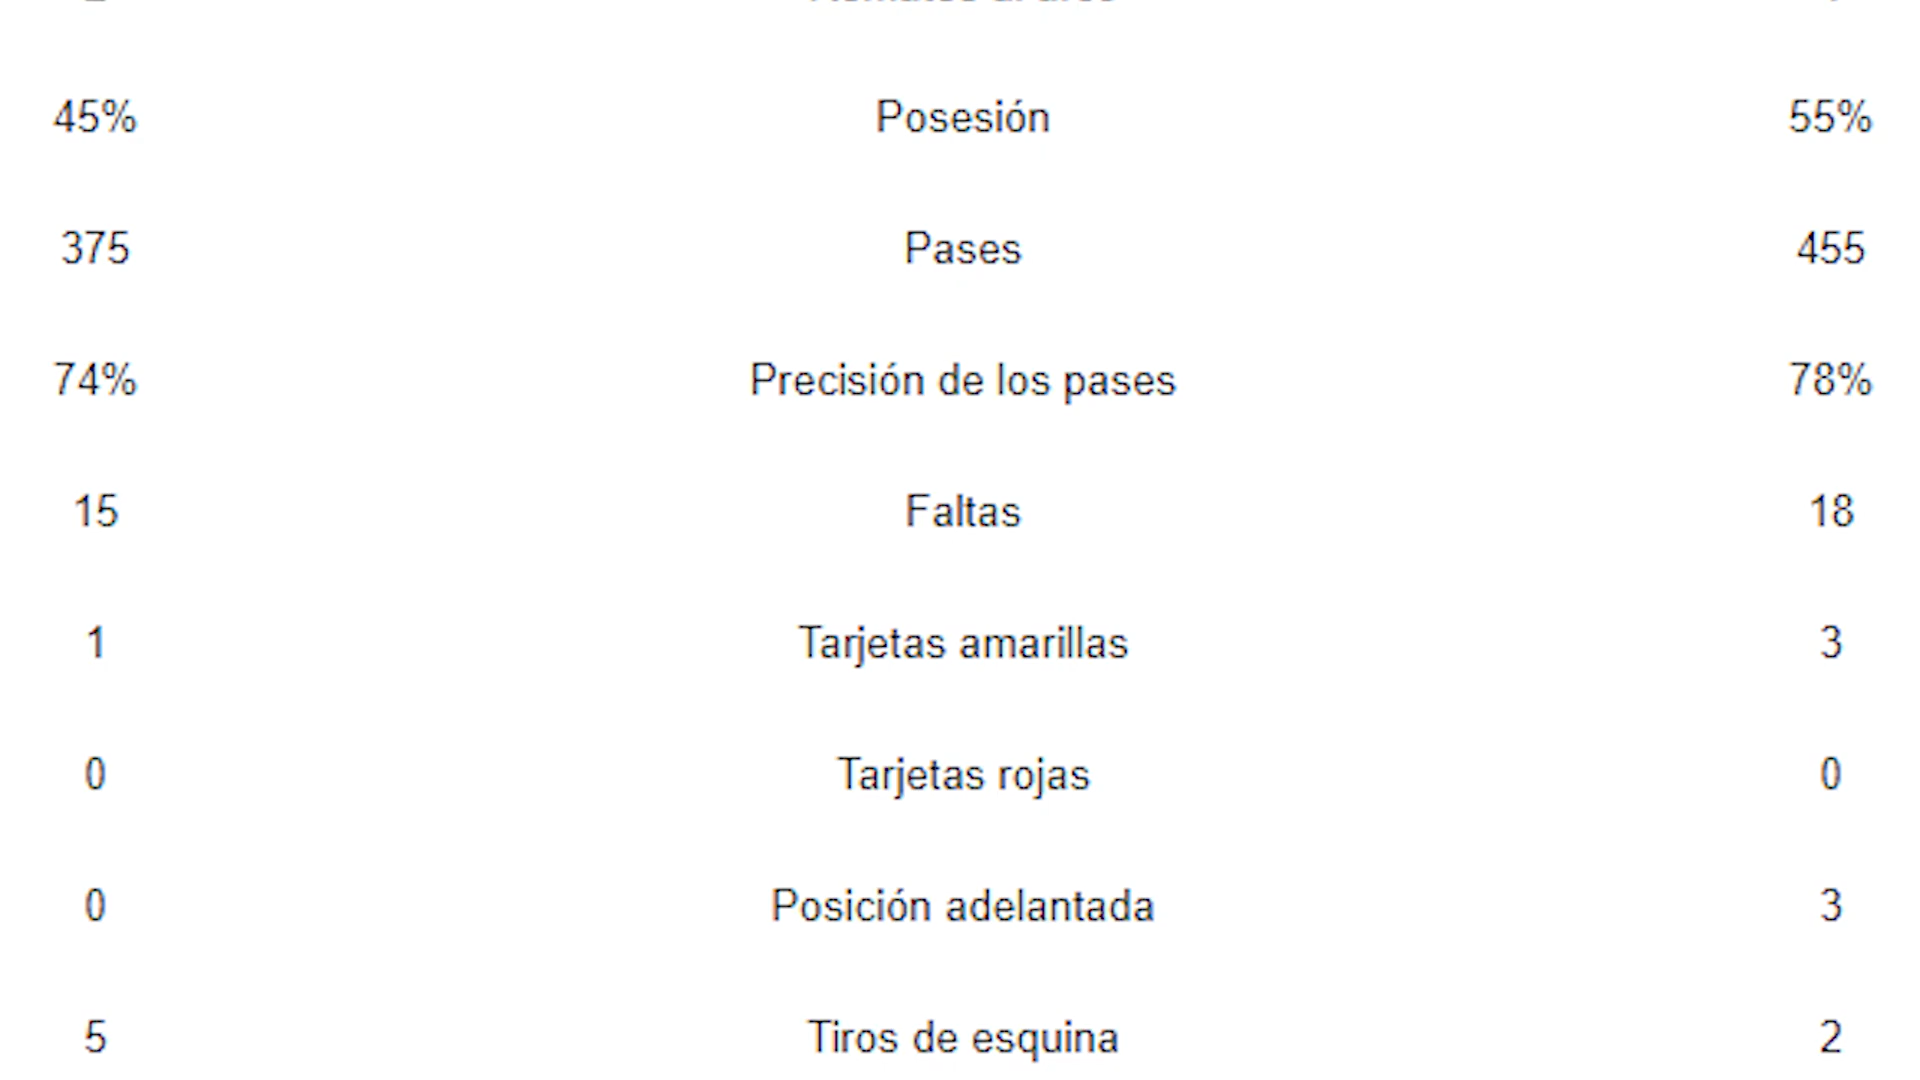 45% Posesión 55%
375 Pases 455
74% Precisión de los pases 78%
15 Faltas 18
1 Tarjetas amarillas 3
0 Tarjetas rojas 0
0 Posición adelantada 3
5 Tiros de esquina 2